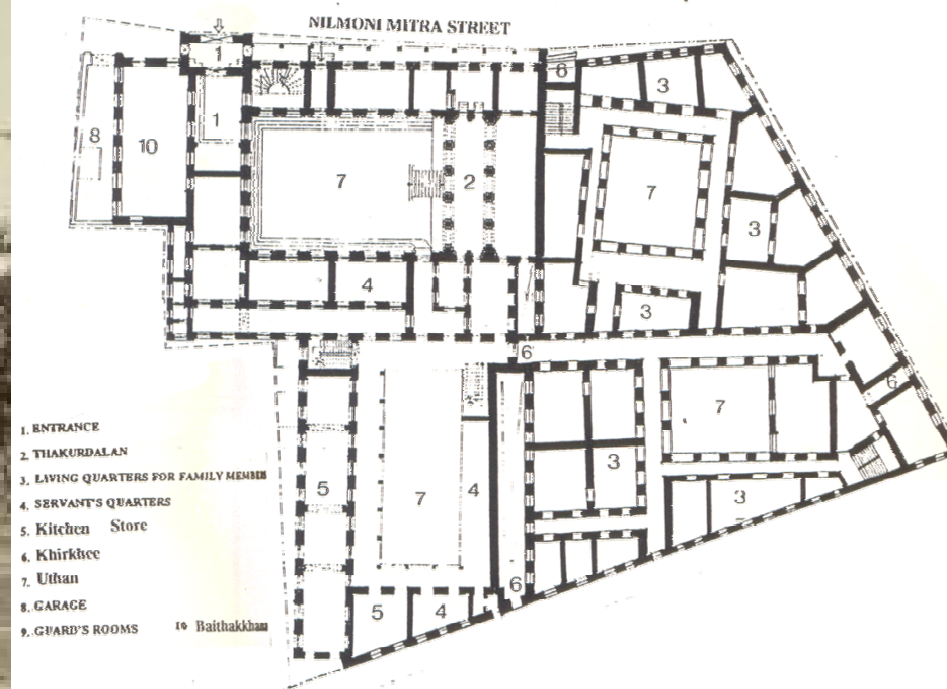 NILMONI MITRA STREET
1
8
3
8
10
1
7
2
7
3
4
3
6
6
7
3
5
7
4
3
6
5
4
1. ENTRANCE
2. THAKURDALAN
3. LIVING QUARTERS FOR FAMILY MEMBER
4. SERVANT'S QUARTERS
5. Kitchen Store
6. Khirkhee
7. Uthan
8. GARAGE
9. GUARD'S ROOMS 10 Baithakkhana